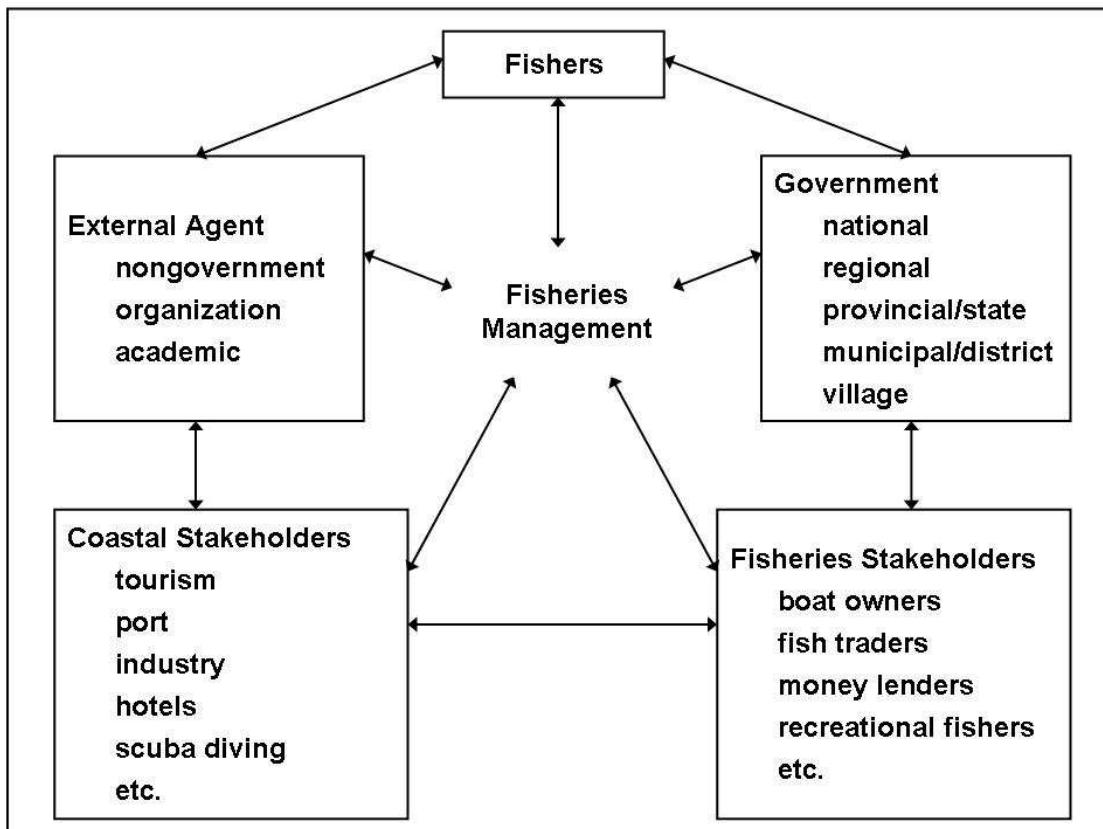 Fishers
External Agent
nongovernment
organization
academic
Government
national
regional
provincial/state
municipal/district
village
Fisheries
Management
Coastal Stakeholders
tourism
port
industry
hotels
scuba diving
etc.
Fisheries Stakeholders
boat owners
fish traders
money lenders
recreational fishers
etc.